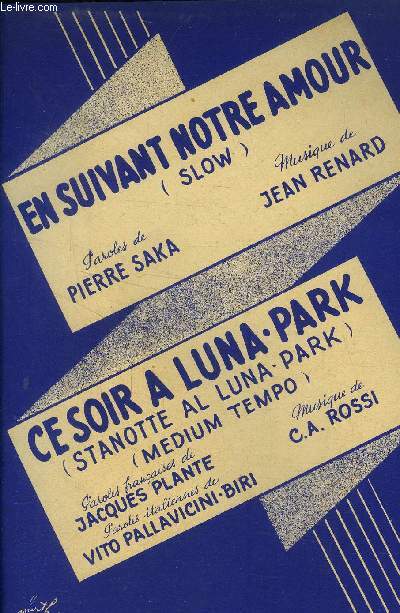 Le-livre.com
EN SUIVANT NOTRE AMOUR
( SLOW )
Paroles de
PIERRE SAKA
Musique de
JEAN RENARD
CE SOIR A LUNA-PARK
( STANOTTE AL LUNA-PARK )
( MEDIUM TEMPO )
Paroles françaises de
JACQUES PLANTE
Paroles italiennes de
VITO PALLAVICINI-BIRI
Musique de
C.A. ROSSI